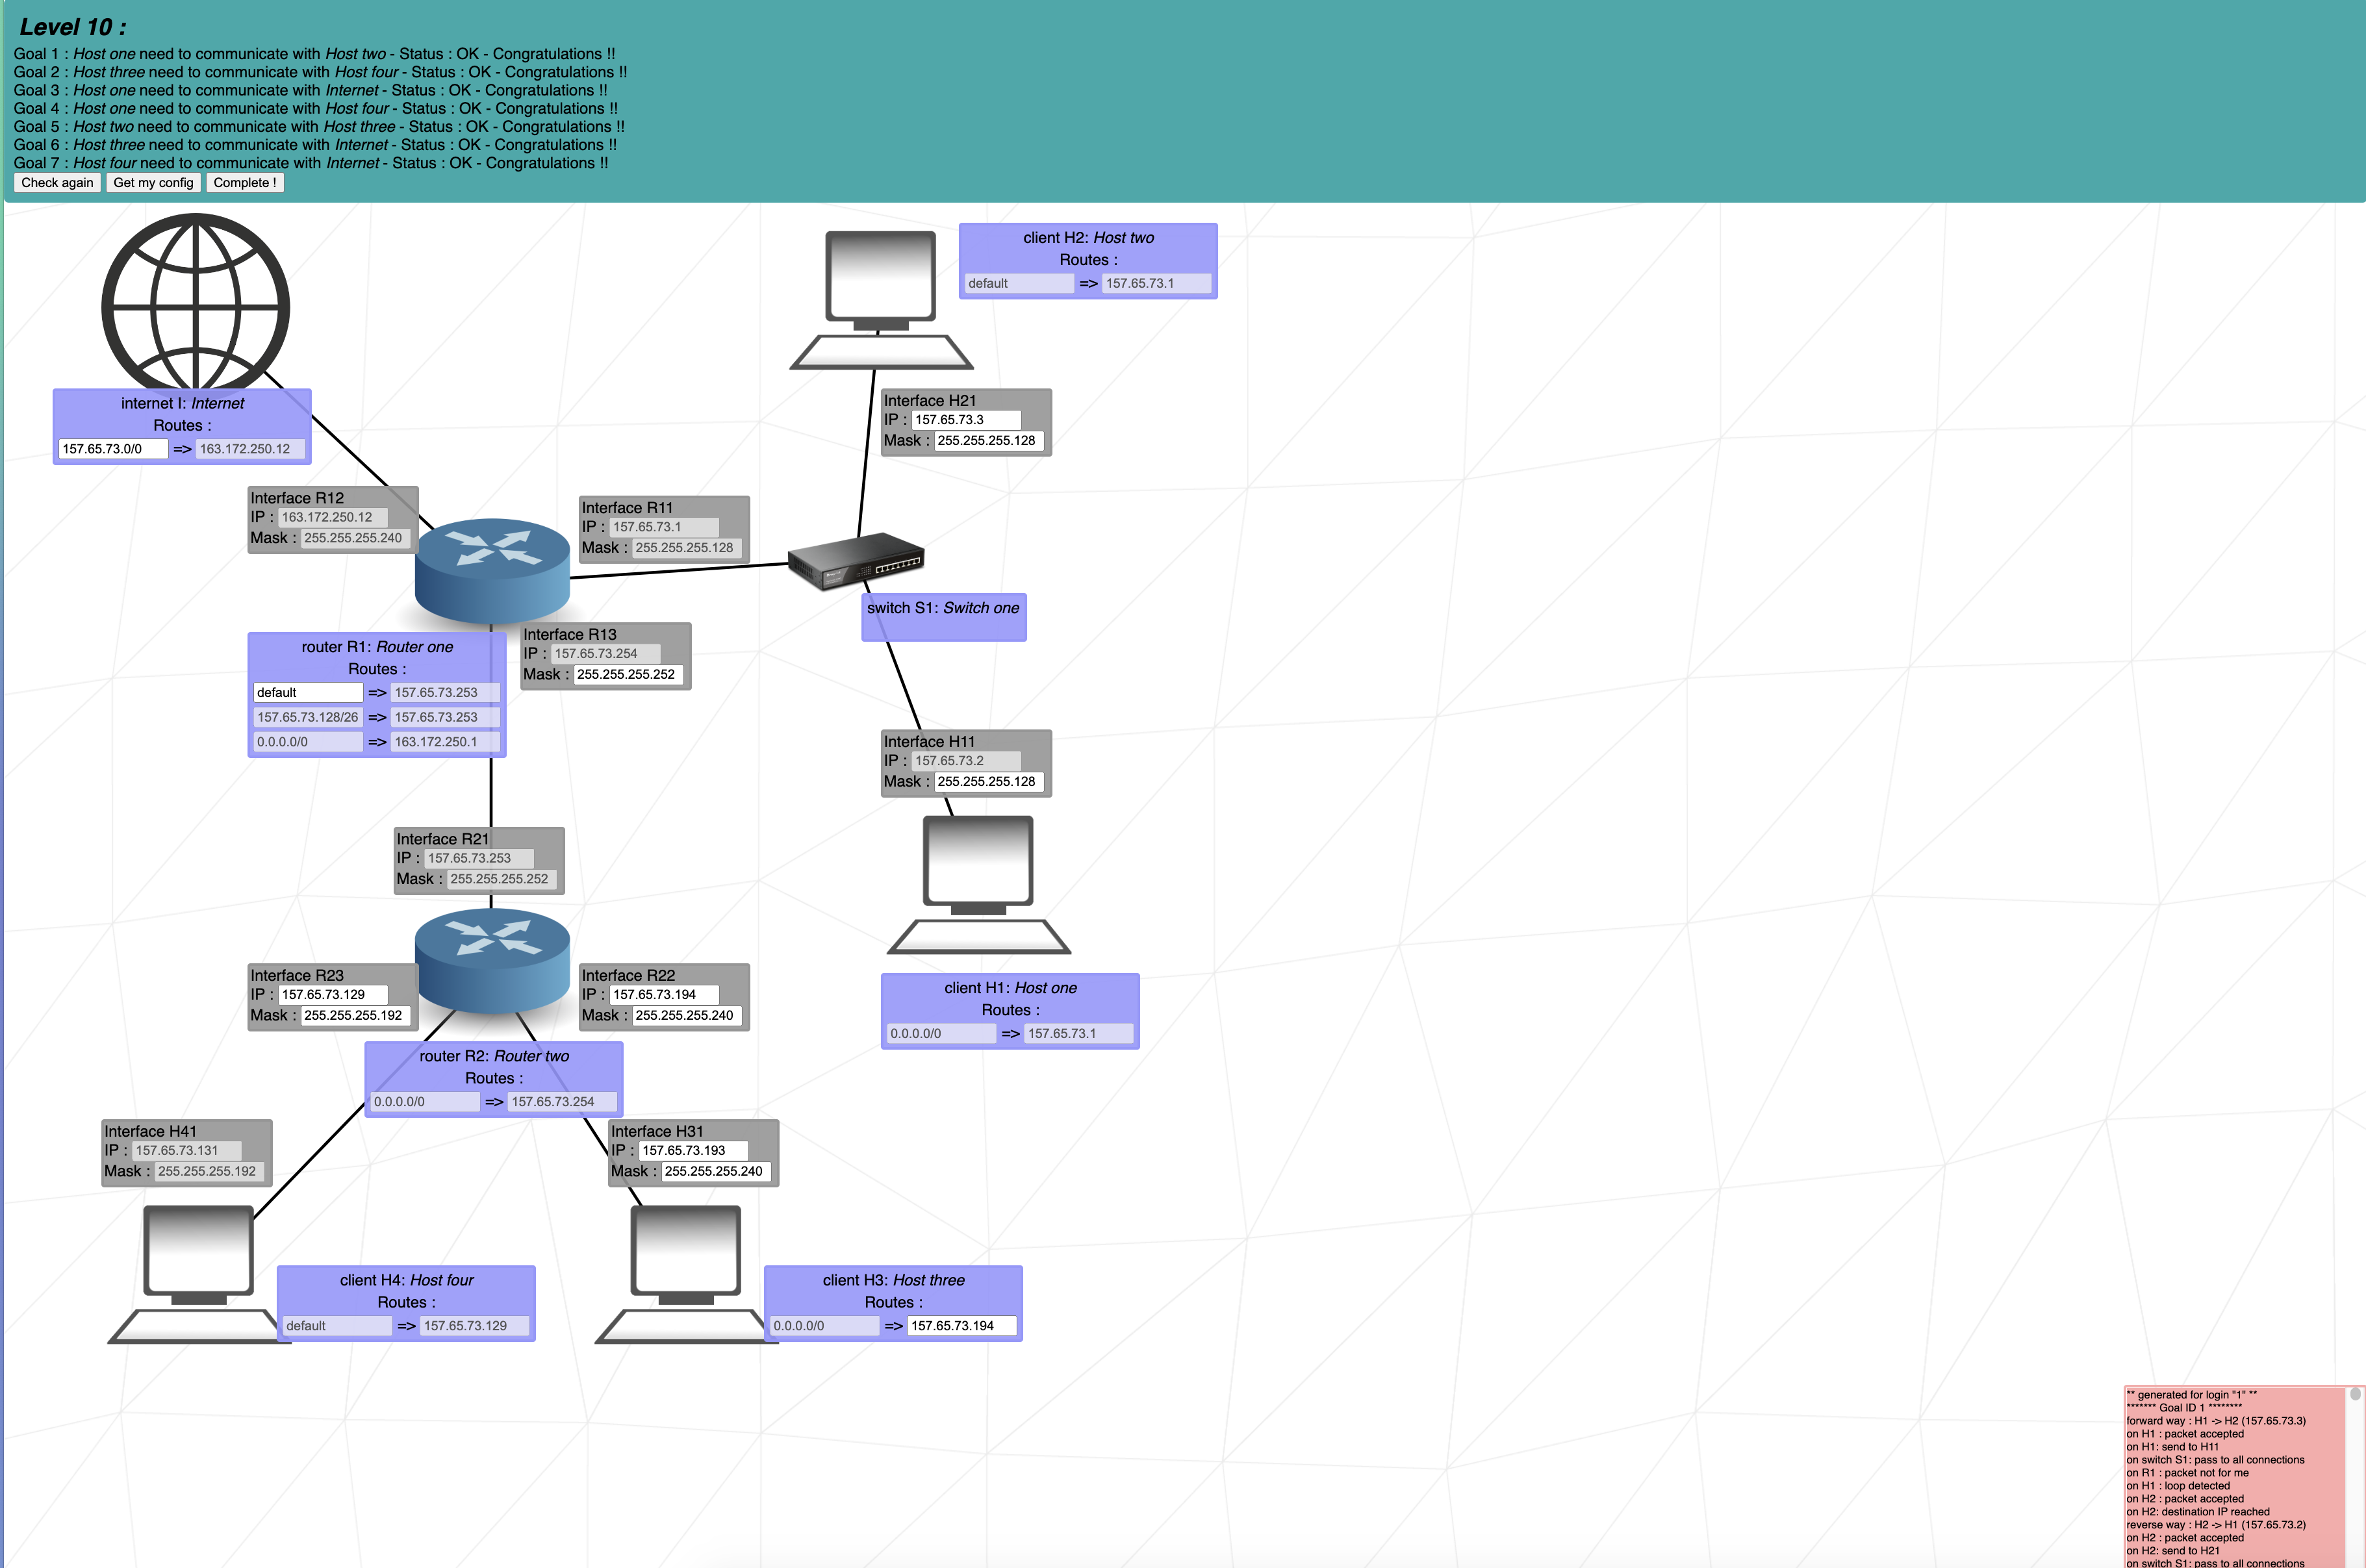 Level 10 :
Goal 1 : Host one need to communicate with Host two - Status : OK - Congratulations !!
Goal 2 : Host three need to communicate with Host four - Status : OK - Congratulations !!
Goal 3 : Host one need to communicate with Internet - Status : OK - Congratulations !!
Goal 4 : Host one need to communicate with Host four - Status : OK - Congratulations !!
Goal 5 : Host two need to communicate with Host three - Status : OK - Congratulations !!
Goal 6 : Host three need to communicate with Internet - Status : OK - Congratulations !!
Goal 7 : Host four need to communicate with Internet - Status : OK - Congratulations !!
Check again Get my config Complete !
client H2: Host two
Routes :
default => 157.65.73.1
internet I: Internet
Routes :
157.65.73.0/0 => 163.172.250.12
Interface H21
IP : 157.65.73.3
Mask : 255.255.255.128
Interface R12
IP : 163.172.250.12
Mask : 255.255.255.240
Interface R11
IP : 157.65.73.1
Mask : 255.255.255.128
switch S1: Switch one
Interface R13
IP : 157.65.73.254
Mask : 255.255.255.252
router R1: Router one
Routes :
default => 157.65.73.253
157.65.73.128/26 => 157.65.73.253
0.0.0.0/0 => 163.172.250.1
Interface H11
IP : 157.65.73.2
Mask : 255.255.255.128
Interface R21
IP : 157.65.73.253
Mask : 255.255.255.252
Interface R23
IP : 157.65.73.129
Mask : 255.255.255.192
Interface R22
IP : 157.65.73.194
Mask : 255.255.255.240
client H1: Host one
Routes :
0.0.0.0/0 => 157.65.73.1
router R2: Router two
Routes :
0.0.0.0/0 => 157.65.73.254
Interface H41
IP : 157.65.73.131
Mask : 255.255.255.192
Interface H31
IP : 157.65.73.193
Mask : 255.255.255.240
client H4: Host four
Routes :
default => 157.65.73.129
client H3: Host three
Routes :
0.0.0.0/0 => 157.65.73.194
** generated for login "1" **
******* Goal ID 1 ********
forward way : H1 -> H2 (157.65.73.3)
on H1 : packet accepted
on H1: send to H11
on switch S1: pass to all connections
on R1 : packet not for me
on H1 : loop detected
on H2 : packet accepted
on H2: destination IP reached
reverse way : H2 -> H1 (157.65.73.2)
on H2 : packet accepted
on H2: send to H21
on switch S1: pass to all connections